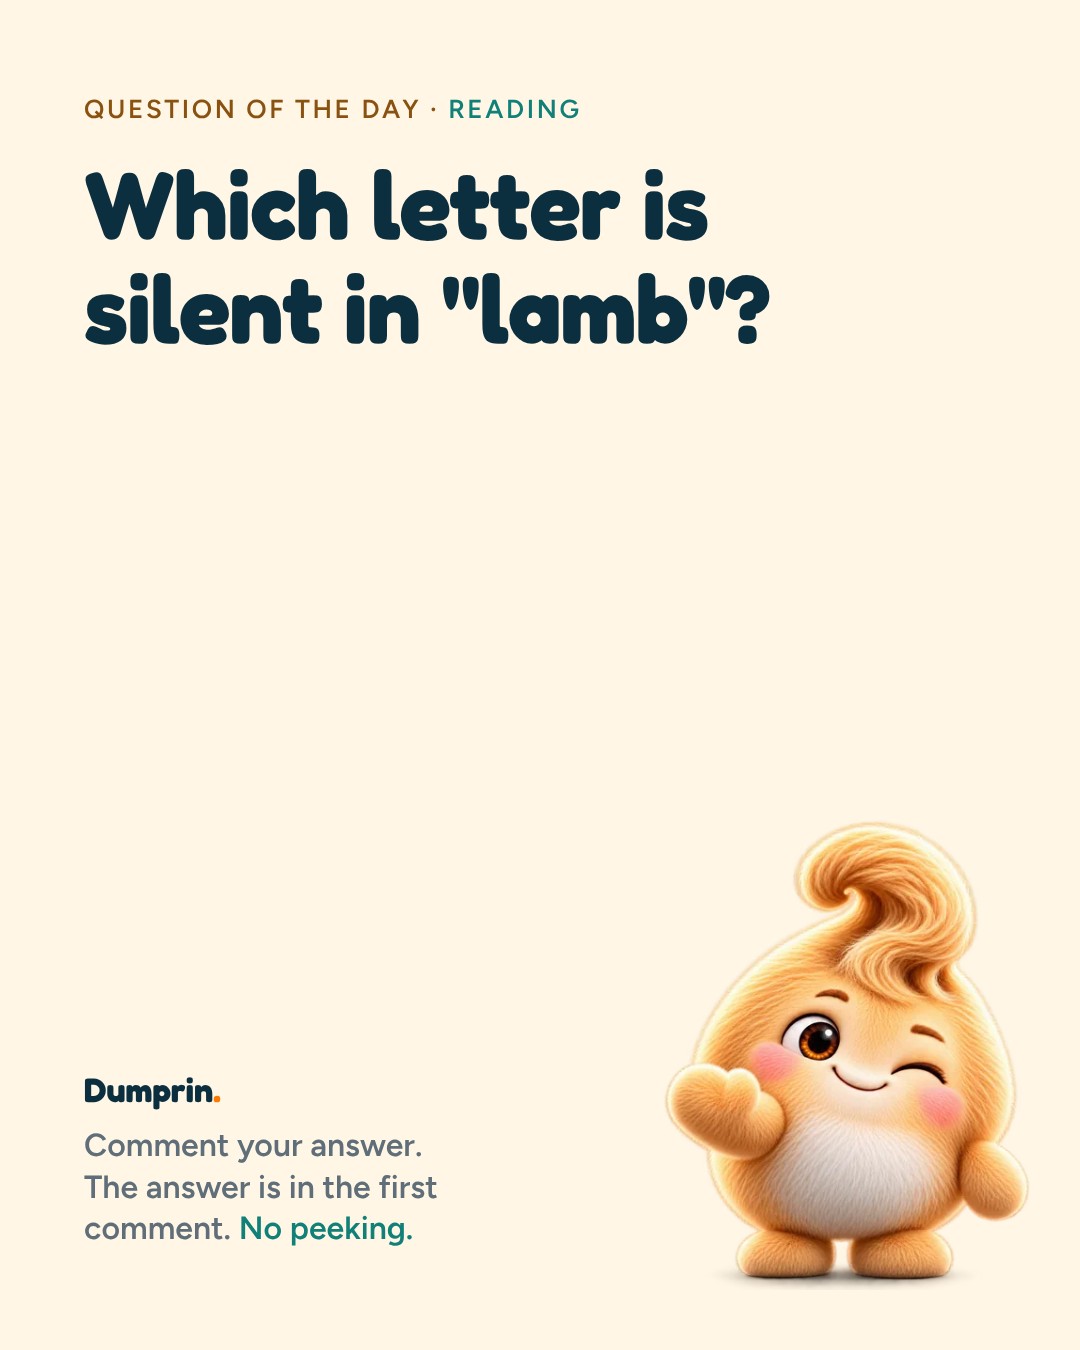 QUESTION OF THE DAY · READING
Which letter is
silent in "lamb"?
Dumprin.
Comment your answer.
The answer is in the first
comment. No peeking.